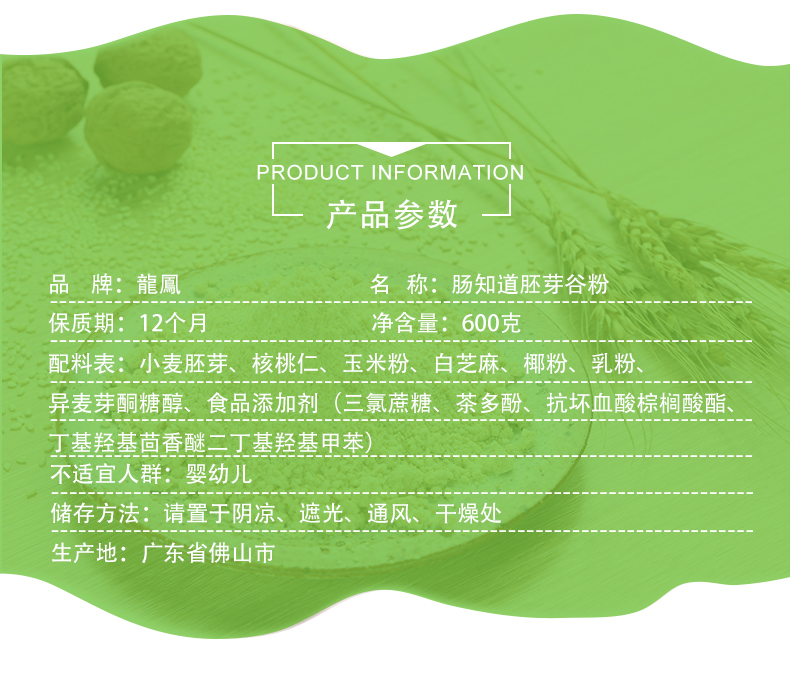 PRODUCT INFORMATION
产品参数
品 牌：龍鳳 名 称：肠知道胚芽谷粉
保质期：12个月 净含量：600克
配料表：小麦胚芽、核桃仁、玉米粉、白芝麻、椰粉、乳粉、
异麦芽酮糖醇、食品添加剂（三氯蔗糖、茶多酚、抗坏血酸棕榈酸酯、
丁基羟基茴香醚二丁基羟基甲苯）
不适宜人群：婴幼儿
储存方法：请置于阴凉、遮光、通风、干燥处
生产地：广东省佛山市